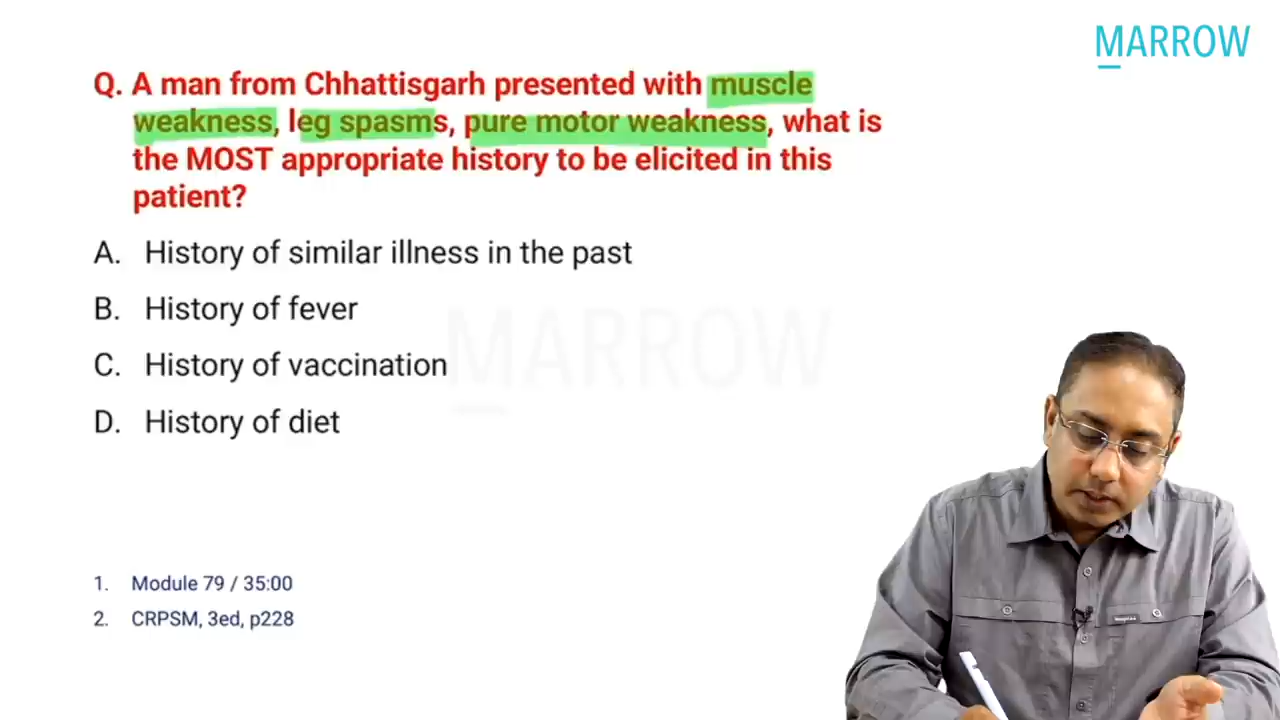 MARROW
Q. A man from Chhattisgarh presented with muscle
weakness, leg spasms, pure motor weakness, what is
the MOST appropriate history to be elicited in this
patient?
A. History of similar illness in the past
B. History of fever
C. History of vaccination
D. History of diet
MARROW
1. Module 79 / 35:00
2. CRPSM, 3ed, p228